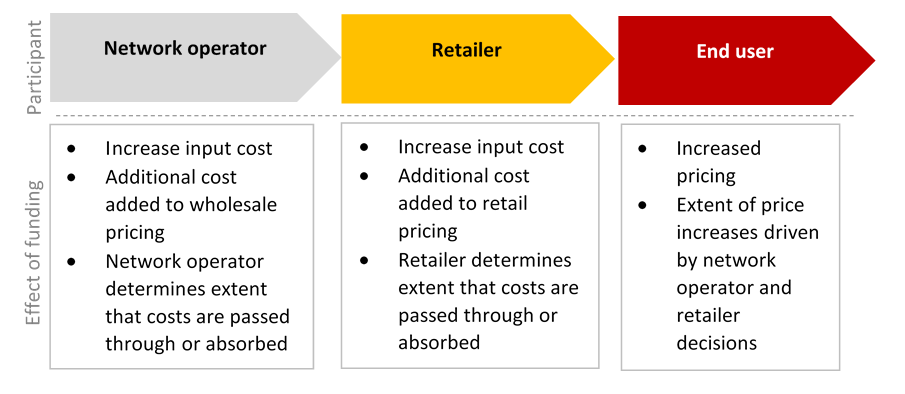 Participant
Network operator
Retailer
End user
Effect of funding
• Increase input cost
• Additional cost
added to wholesale
pricing
• Network operator
determines extent
that costs are passed
through or absorbed
• Increase input cost
• Additional cost
added to retail
pricing
• Retailer determines
extent that costs are
passed through or
absorbed
• Increased
pricing
• Extent of price
increases driven
by network
operator and
retailer
decisions